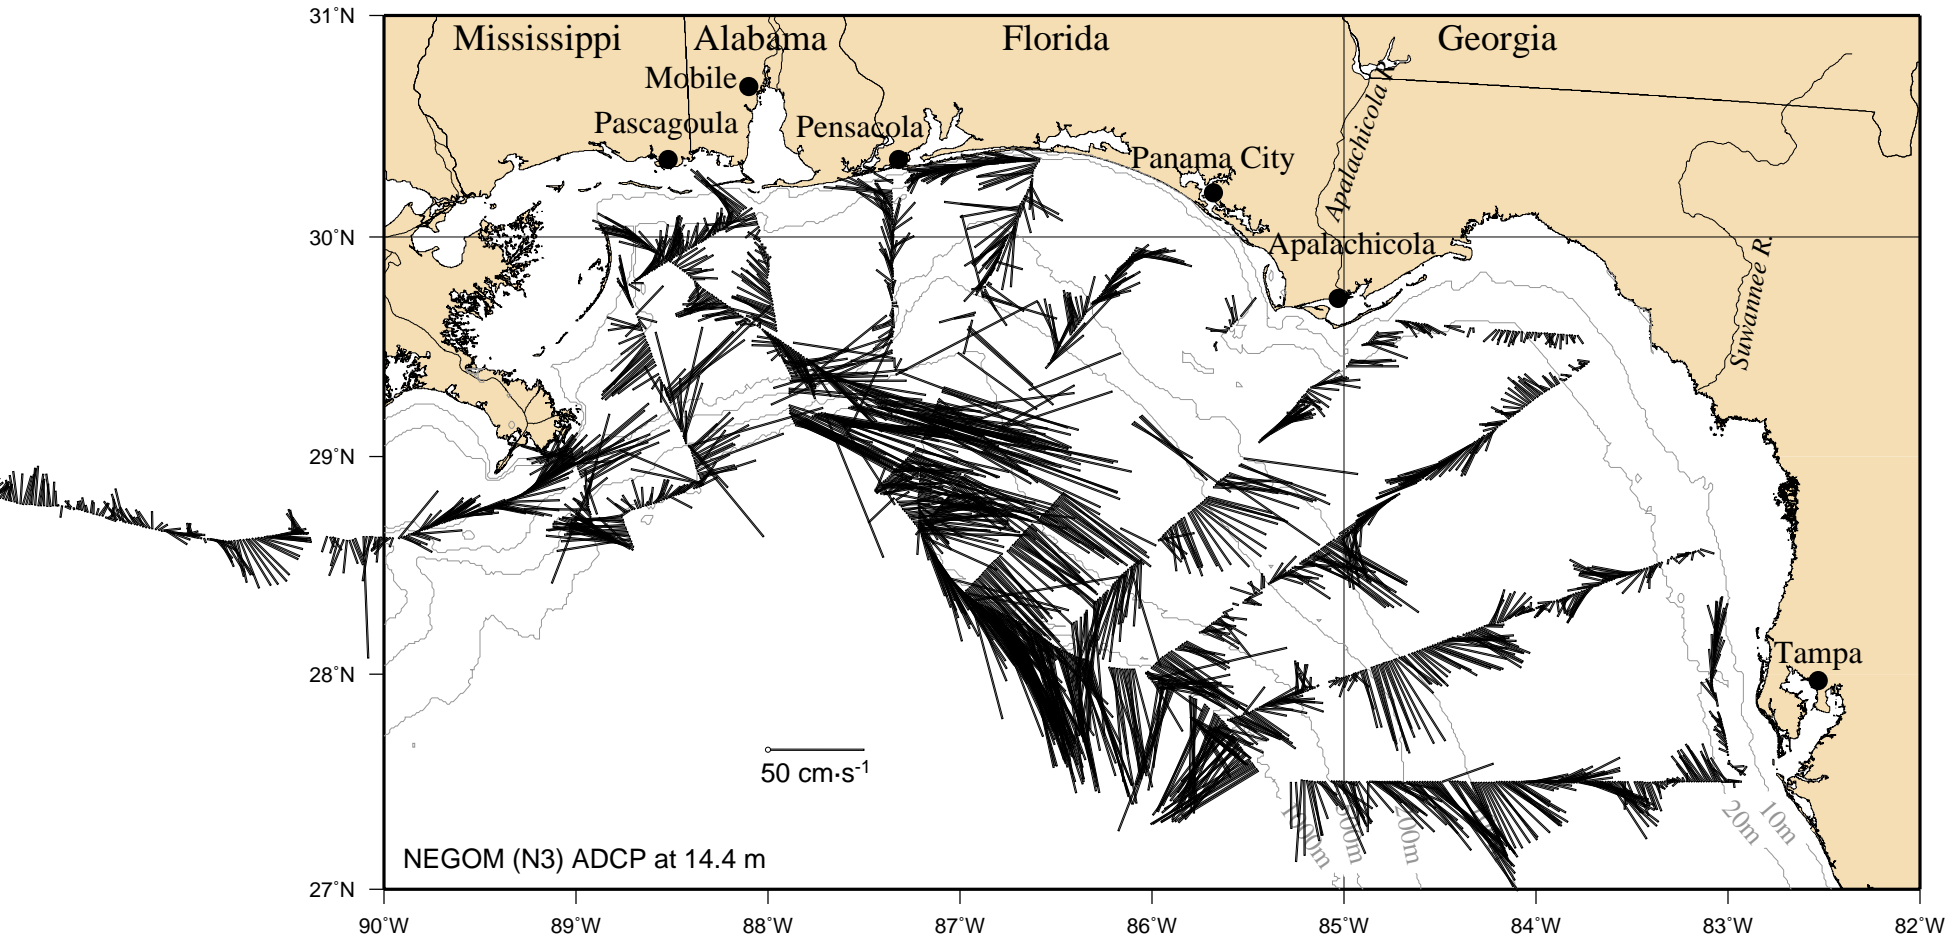 31°N
Mississippi Alabama Florida Georgia
Mobile
Pascagoula Pensacola
Panama City
Apalachicola R.
30°N
Apalachicola
Suwannee R.
29°N
28°N
Tampa
50 cm·s-1
20m 10m
NEGOM (N3) ADCP at 14.4 m
27°N
90°W 89°W 88°W 87°W 86°W 85°W 84°W 83°W 82°W